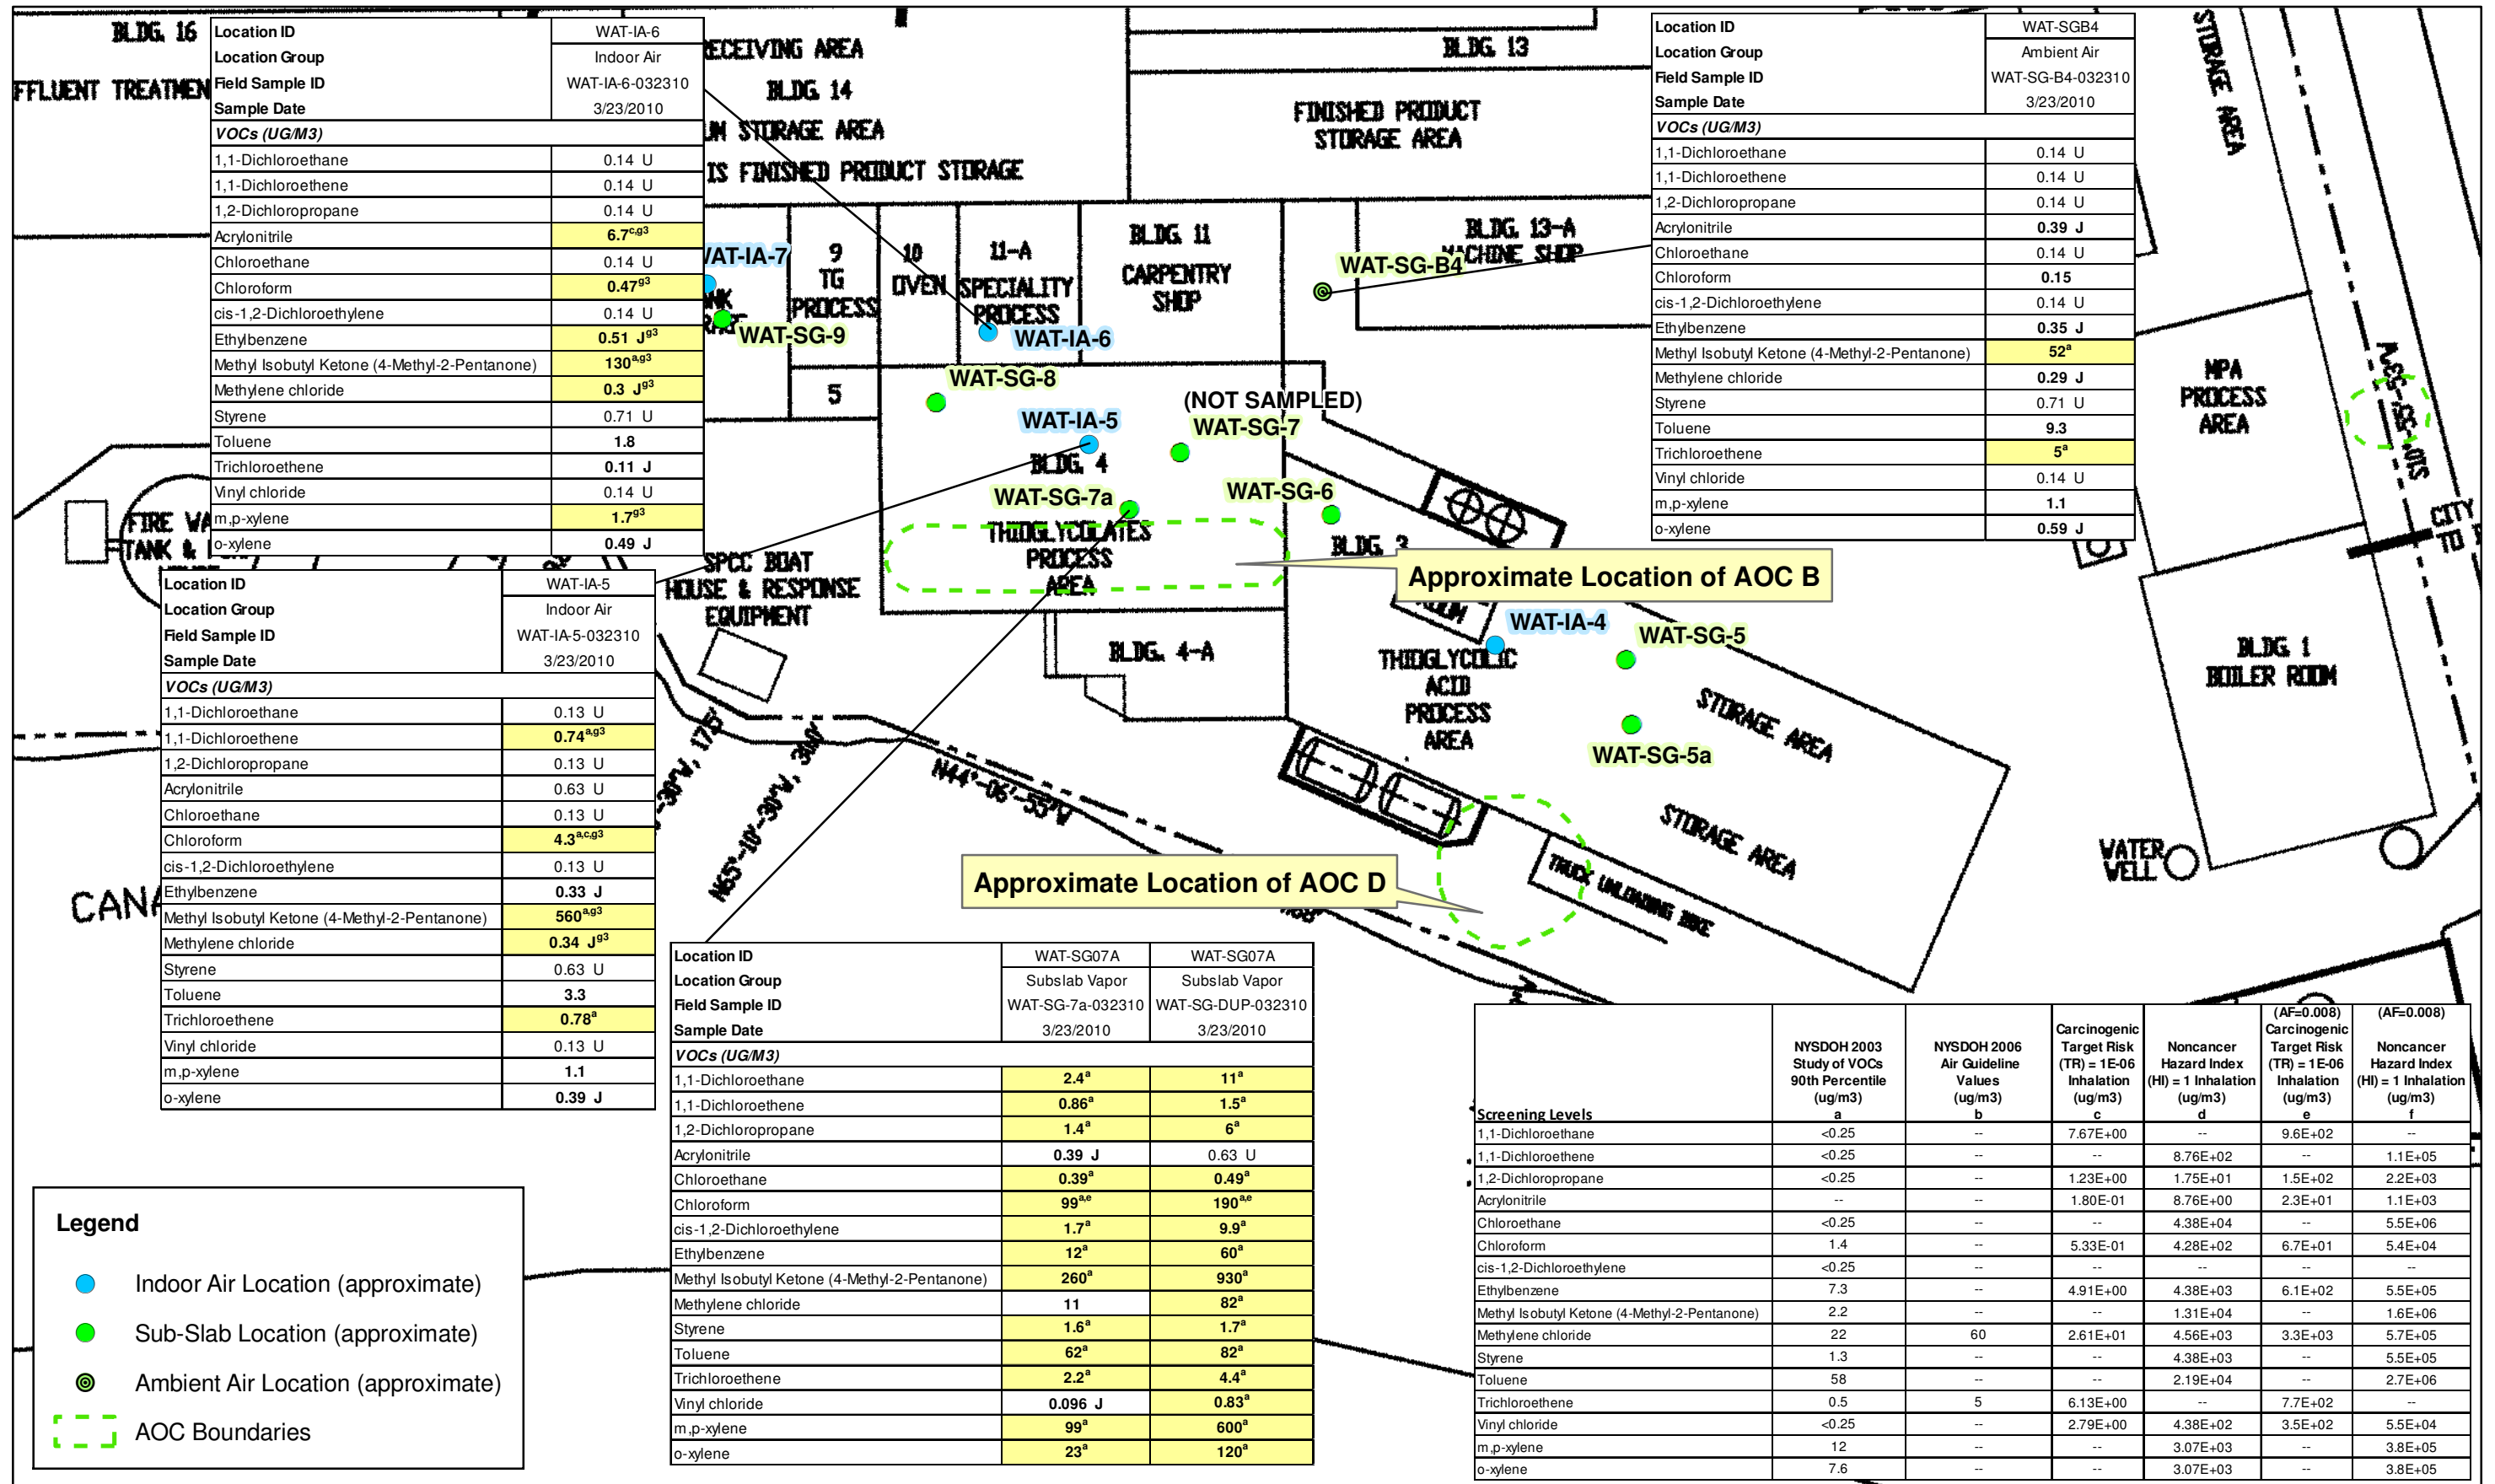 BLDG. 16
FFLUENT TREATMEN
Location ID WAT-IA-6
Location Group Indoor Air
Field Sample ID WAT-IA-6-032310
Sample Date 3/23/2010
VOCs (UG/M3)
1,1-Dichloroethane 0.14 U
1,1-Dichloroethene 0.14 U
1,2-Dichloropropane 0.14 U
Acrylonitrile 6.7c,g3
Chloroethane 0.14 U
Chloroform 0.47g3
cis-1,2-Dichloroethylene 0.14 U
Ethylbenzene 0.51 Jg3
Methyl Isobutyl Ketone (4-Methyl-2-Pentanone) 130a,g3
Methylene chloride 0.3 Jg3
Styrene 0.71 U
Toluene 1.8
Trichloroethene 0.11 J
Vinyl chloride 0.14 U
m,p-xylene 1.7g3
o-xylene 0.49 J
RECEIVING AREA
BLDG. 14
UM STORAGE AREA
IS FINISHED PRODUCT STORAGE
BLDG. 13
FINISHED PRODUCT
STORAGE AREA
Location ID WAT-SGB4
Location Group Ambient Air
Field Sample ID WAT-SG-B4-032310
Sample Date 3/23/2010
VOCs (UG/M3)
1,1-Dichloroethane 0.14 U
1,1-Dichloroethene 0.14 U
1,2-Dichloropropane 0.14 U
Acrylonitrile 0.39 J
Chloroethane 0.14 U
Chloroform 0.15
cis-1,2-Dichloroethylene 0.14 U
Ethylbenzene 0.35 J
Methyl Isobutyl Ketone (4-Methyl-2-Pentanone) 52a
Methylene chloride 0.29 J
Styrene 0.71 U
Toluene 9.3
Trichloroethene 5a
Vinyl chloride 0.14 U
m,p-xylene 1.1
o-xylene 0.59 J
STORAGE AREA
WAT-IA-7
WAT-SG-9
9
TG
PROCESS
10
OVEN
11-A
SPECIALITY
PROCESS
WAT-IA-6
BLDG. 11
CARPENTRY
SHOP
WAT-SG-B4
BLDG. 13-A
MACHINE SHOP
5
WAT-SG-8
WAT-IA-5
(NOT SAMPLED)
WAT-SG-7
BLDG. 4
WAT-SG-7a
WAT-SG-6
THIOGLYCOLATES
PROCESS
AREA
BLDG. 3
Approximate Location of AOC B
MPA
PROCESS
AREA
CITY
FIRE WA
TANK &
SPCC BOAT
HOUSE & RESPONSE
EQUIPMENT
BLDG. 4-A
ROOM
WAT-IA-4
WAT-SG-5
THIOGLYCOLIC
ACID
PROCESS
AREA
WAT-SG-5a
STORAGE AREA
STORAGE AREA
BLDG. 1
BOILER ROOM
WATER
WELL
TRUCK UNLOADING DIKE
Approximate Location of AOC D
N44°-06'-55"W
N65°-10'-30"W, 300'
-30"W, 175'
CANA
Location ID WAT-IA-5
Location Group Indoor Air
Field Sample ID WAT-IA-5-032310
Sample Date 3/23/2010
VOCs (UG/M3)
1,1-Dichloroethane 0.13 U
1,1-Dichloroethene 0.74a,g3
1,2-Dichloropropane 0.13 U
Acrylonitrile 0.63 U
Chloroethane 0.13 U
Chloroform 4.3a,c,g3
cis-1,2-Dichloroethylene 0.13 U
Ethylbenzene 0.33 J
Methyl Isobutyl Ketone (4-Methyl-2-Pentanone) 560a,g3
Methylene chloride 0.34 Jg3
Styrene 0.63 U
Toluene 3.3
Trichloroethene 0.78a
Vinyl chloride 0.13 U
m,p-xylene 1.1
o-xylene 0.39 J
Location ID WAT-SG07A WAT-SG07A
Location Group Subslab Vapor Subslab Vapor
Field Sample ID WAT-SG-7a-032310 WAT-SG-DUP-032310
Sample Date 3/23/2010 3/23/2010
VOCs (UG/M3)
1,1-Dichloroethane 2.4a 11a
1,1-Dichloroethene 0.86a 1.5a
1,2-Dichloropropane 1.4a 6a
Acrylonitrile 0.39 J 0.63 U
Chloroethane 0.39a 0.49a
Chloroform 99a,e 190a,e
cis-1,2-Dichloroethylene 1.7a 9.9a
Ethylbenzene 12a 60a
Methyl Isobutyl Ketone (4-Methyl-2-Pentanone) 260a 930a
Methylene chloride 11 82a
Styrene 1.6a 1.7a
Toluene 62a 82a
Trichloroethene 2.2a 4.4a
Vinyl chloride 0.096 J 0.83a
m,p-xylene 99a 600a
o-xylene 23a 120a
Screening Levels
NYSDOH 2003 Study of VOCs 90th Percentile (ug/m3) a
NYSDOH 2006 Air Guideline Values (ug/m3) b
Carcinogenic Target Risk (TR) = 1E-06 Inhalation (ug/m3) c
Noncancer Hazard Index (HI) = 1 Inhalation (ug/m3) d
(AF=0.008) Carcinogenic Target Risk (TR) = 1E-06 Inhalation (ug/m3) e
(AF=0.008) Noncancer Hazard Index (HI) = 1 Inhalation (ug/m3) f
1,1-Dichloroethane <0.25 -- 7.67E+00 -- 9.6E+02 --
1,1-Dichloroethene <0.25 -- -- 8.76E+02 -- 1.1E+05
1,2-Dichloropropane <0.25 -- 1.23E+00 1.75E+01 1.5E+02 2.2E+03
Acrylonitrile -- -- 1.80E-01 8.76E+00 2.3E+01 1.1E+03
Chloroethane <0.25 -- -- 4.38E+04 -- 5.5E+06
Chloroform 1.4 -- 5.33E-01 4.28E+02 6.7E+01 5.4E+04
cis-1,2-Dichloroethylene <0.25 -- -- -- -- --
Ethylbenzene 7.3 -- 4.91E+00 4.38E+03 6.1E+02 5.5E+05
Methyl Isobutyl Ketone (4-Methyl-2-Pentanone) 2.2 -- -- 1.31E+04 -- 1.6E+06
Methylene chloride 22 60 2.61E+01 4.56E+03 3.3E+03 5.7E+05
Styrene 1.3 -- -- 4.38E+03 -- 5.5E+05
Toluene 58 -- -- 2.19E+04 -- 2.7E+06
Trichloroethene 0.5 5 6.13E+00 -- 7.7E+02 --
Vinyl chloride <0.25 -- 2.79E+00 4.38E+02 3.5E+02 5.5E+04
m,p-xylene 12 -- -- 3.07E+03 -- 3.8E+05
o-xylene 7.6 -- -- 3.07E+03 -- 3.8E+05
Legend
Indoor Air Location (approximate)
Sub-Slab Location (approximate)
Ambient Air Location (approximate)
AOC Boundaries